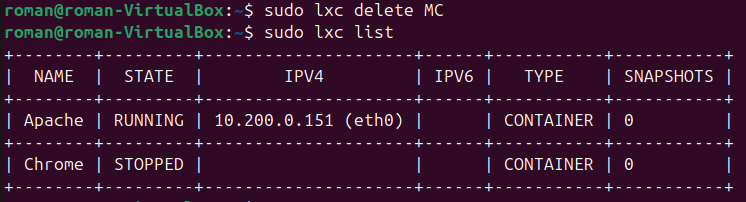 roman@roman-VirtualBox:~$ sudo lxc delete MC
roman@roman-VirtualBox:~$ sudo lxc list
+--------+---------+----------------------+------+-----------+-----------+
|  NAME  |  STATE  |         IPV4         | IPV6 |   TYPE    | SNAPSHOTS |
+--------+---------+----------------------+------+-----------+-----------+
| Apache | RUNNING | 10.200.0.151 (eth0)  |      | CONTAINER | 0         |
+--------+---------+----------------------+------+-----------+-----------+
| Chrome | STOPPED |                      |      | CONTAINER | 0         |
+--------+---------+----------------------+------+-----------+-----------+